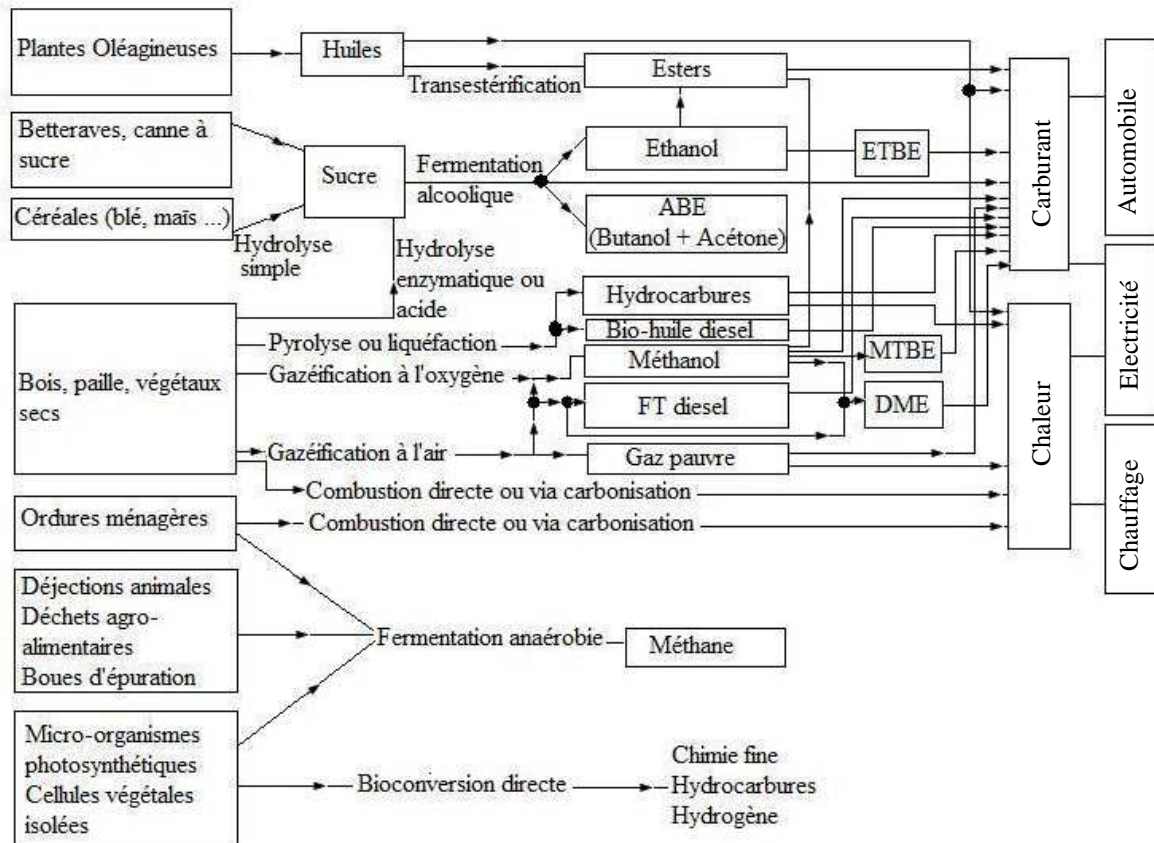 Plantes Oléagineuses
Huiles
Transestérification
Esters
Betteraves, canne à
sucre
Céréales (blé, maïs ...)
Hydrolyse
simple
Sucre
Fermentation
alcoolique
Ethanol
ETBE
ABE
(Butanol + Acétone)
Hydrolyse
enzymatique ou
acide
Bois, paille, végétaux
secs
Pyrolyse ou liquéfaction
Hydrocarbures
Bio-huile diesel
Gazéification à l'oxygène
Méthanol
MTBE
FT diesel
DME
Gazéification à l'air
Gaz pauvre
Combustion directe ou via carbonisation
Ordures ménagères
Combustion directe ou via carbonisation
Déjections animales
Déchets agro-
alimentaires
Boues d'épuration
Fermentation anaérobie
Méthane
Micro-organismes
photosynthétiques
Cellules végétales
isolées
Bioconversion directe
Chimie fine
Hydrocarbures
Hydrogène
Carburant
Chaleur
Automobile
Electricité
Chauffage